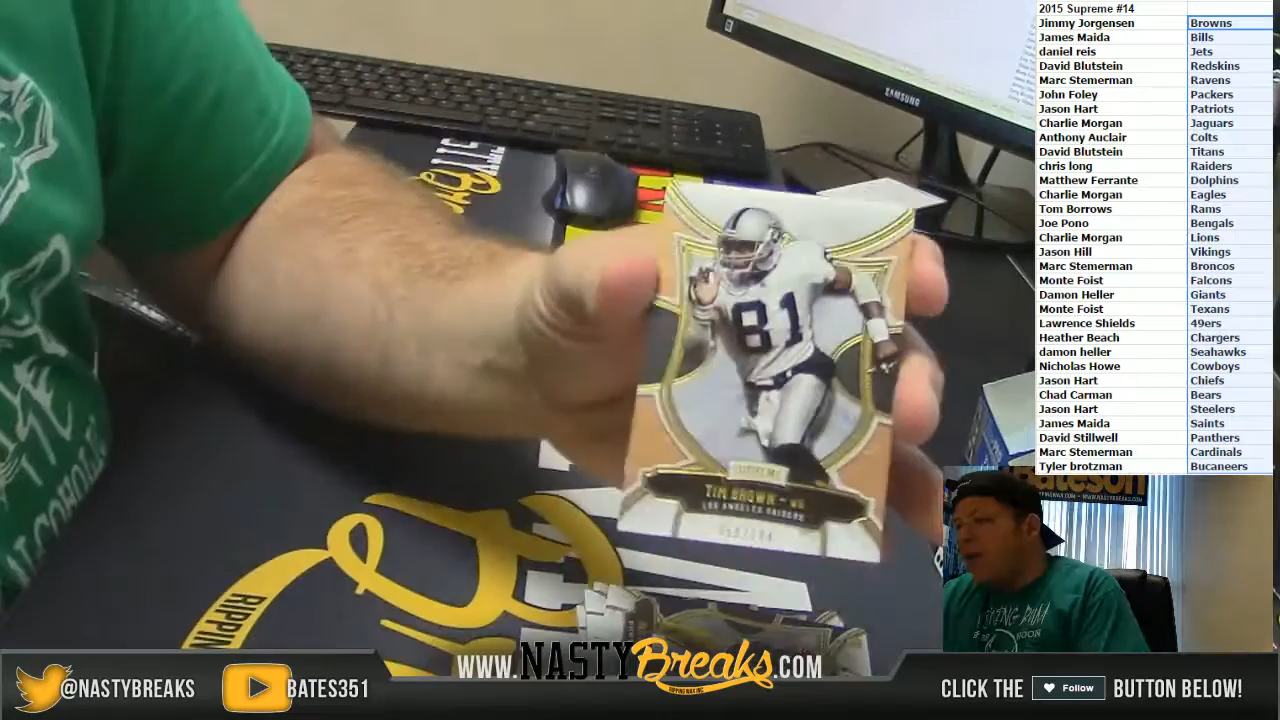 2015 Supreme #14
Jimmy Jorgensen Browns
James Maida Bills
daniel reis Jets
David Blutstein Redskins
Marc Stemerman Ravens
John Foley Packers
Jason Hart Patriots
Charlie Morgan Jaguars
Anthony Auclair Colts
David Blutstein Titans
chris long Raiders
Matthew Ferrante Dolphins
Charlie Morgan Eagles
Tom Borrows Rams
Joe Pono Bengals
Charlie Morgan Lions
Jason Hill Vikings
Marc Stemerman Broncos
Monte Foist Falcons
Damon Heller Giants
Monte Foist Texans
Lawrence Shields 49ers
Heather Beach Chargers
damon heller Seahawks
Nicholas Howe Cowboys
Jason Hart Chiefs
Chad Carman Bears
Jason Hart Steelers
James Maida Saints
David Stillwell Panthers
Marc Stemerman Cardinals
Tyler brotzman Bucaneers
SAMSUNG
81
SUPREME
TIM BROWN - WR
LOS ANGELES RAIDERS
RIPPIN
@NASTYBREAKS
BATES351
WWW.NASTYBreaks.COM
RIPPING WAX INC
CLICK THE Follow BUTTON BELOW!